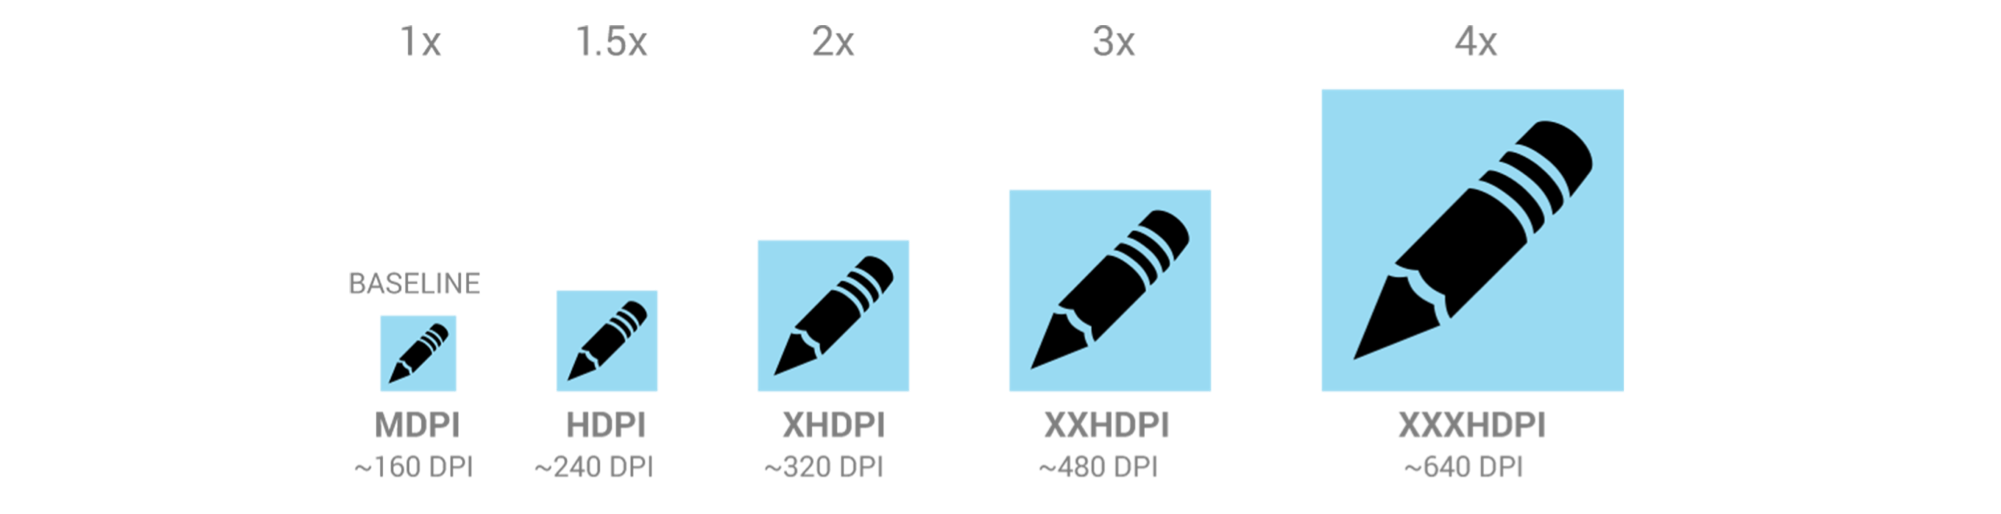 1x 1.5x 2x 3x 4x
BASELINE
MDPI HDPI XHDPI XXHDPI XXXHDPI
~160 DPI ~240 DPI ~320 DPI ~480 DPI ~640 DPI